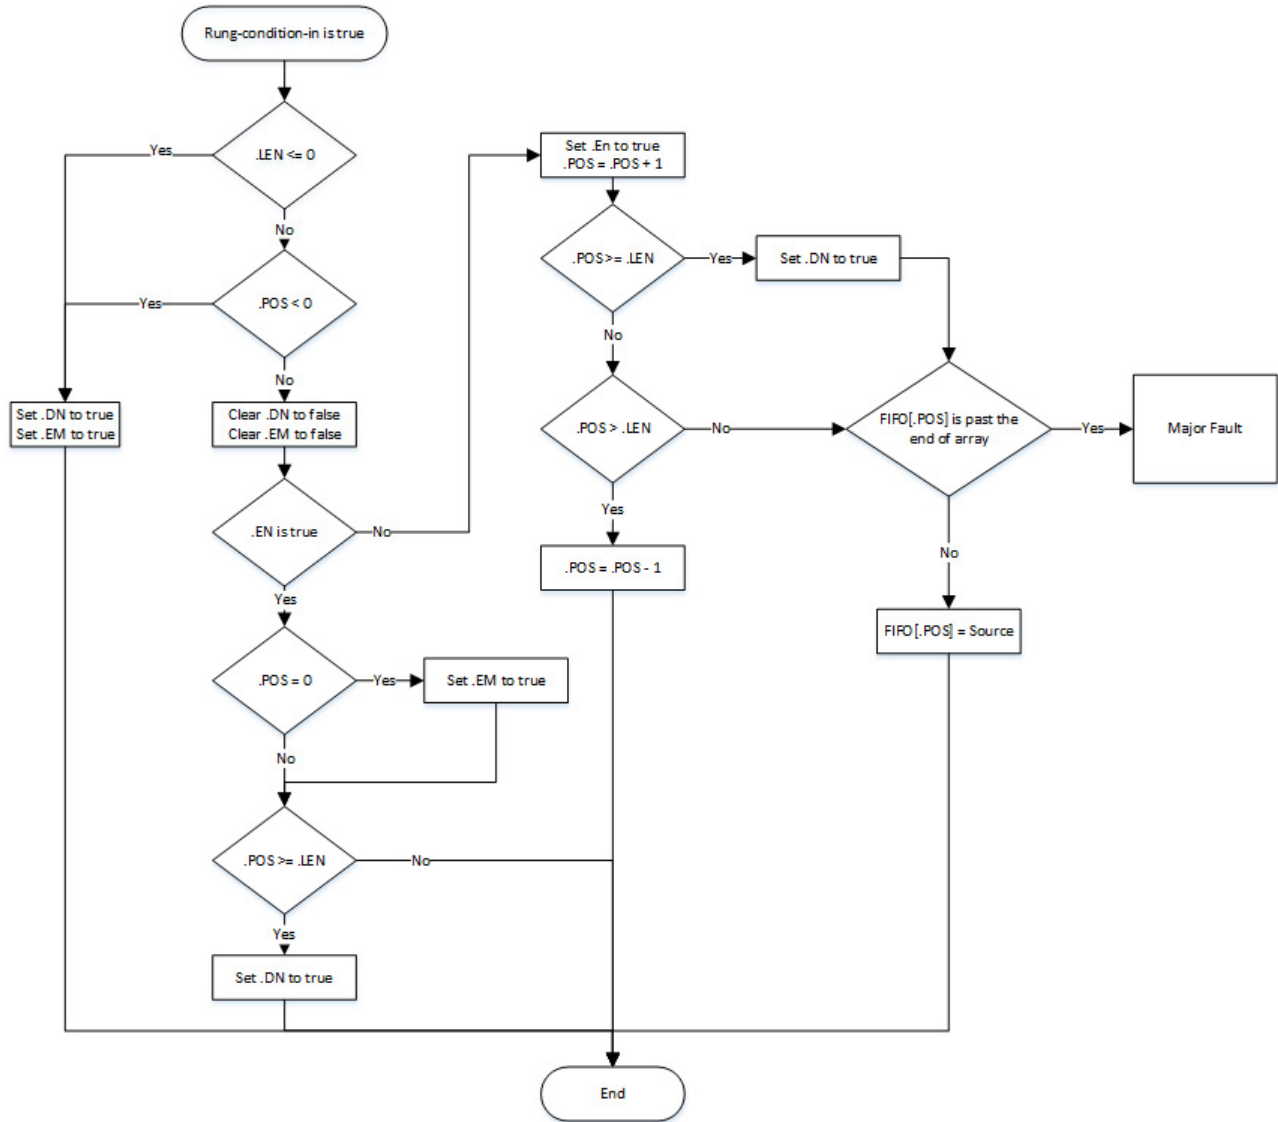 Rung-condition-in is true
.LEN <= 0
Yes
No
.POS < 0
Yes
No
Set .DN to true
Set .EM to true
Clear .DN to false
Clear .EM to false
.EN is true
No
Yes
.POS = 0
Yes
Set .EM to true
No
.POS >= .LEN
No
Yes
Set .DN to true
Set .En to true
.POS = .POS + 1
.POS >= .LEN
Yes
Set .DN to true
No
.POS > .LEN
No
Yes
.POS = .POS - 1
FIFO[.POS] is past the
end of array
Yes
Major Fault
No
FIFO[.POS] = Source
End